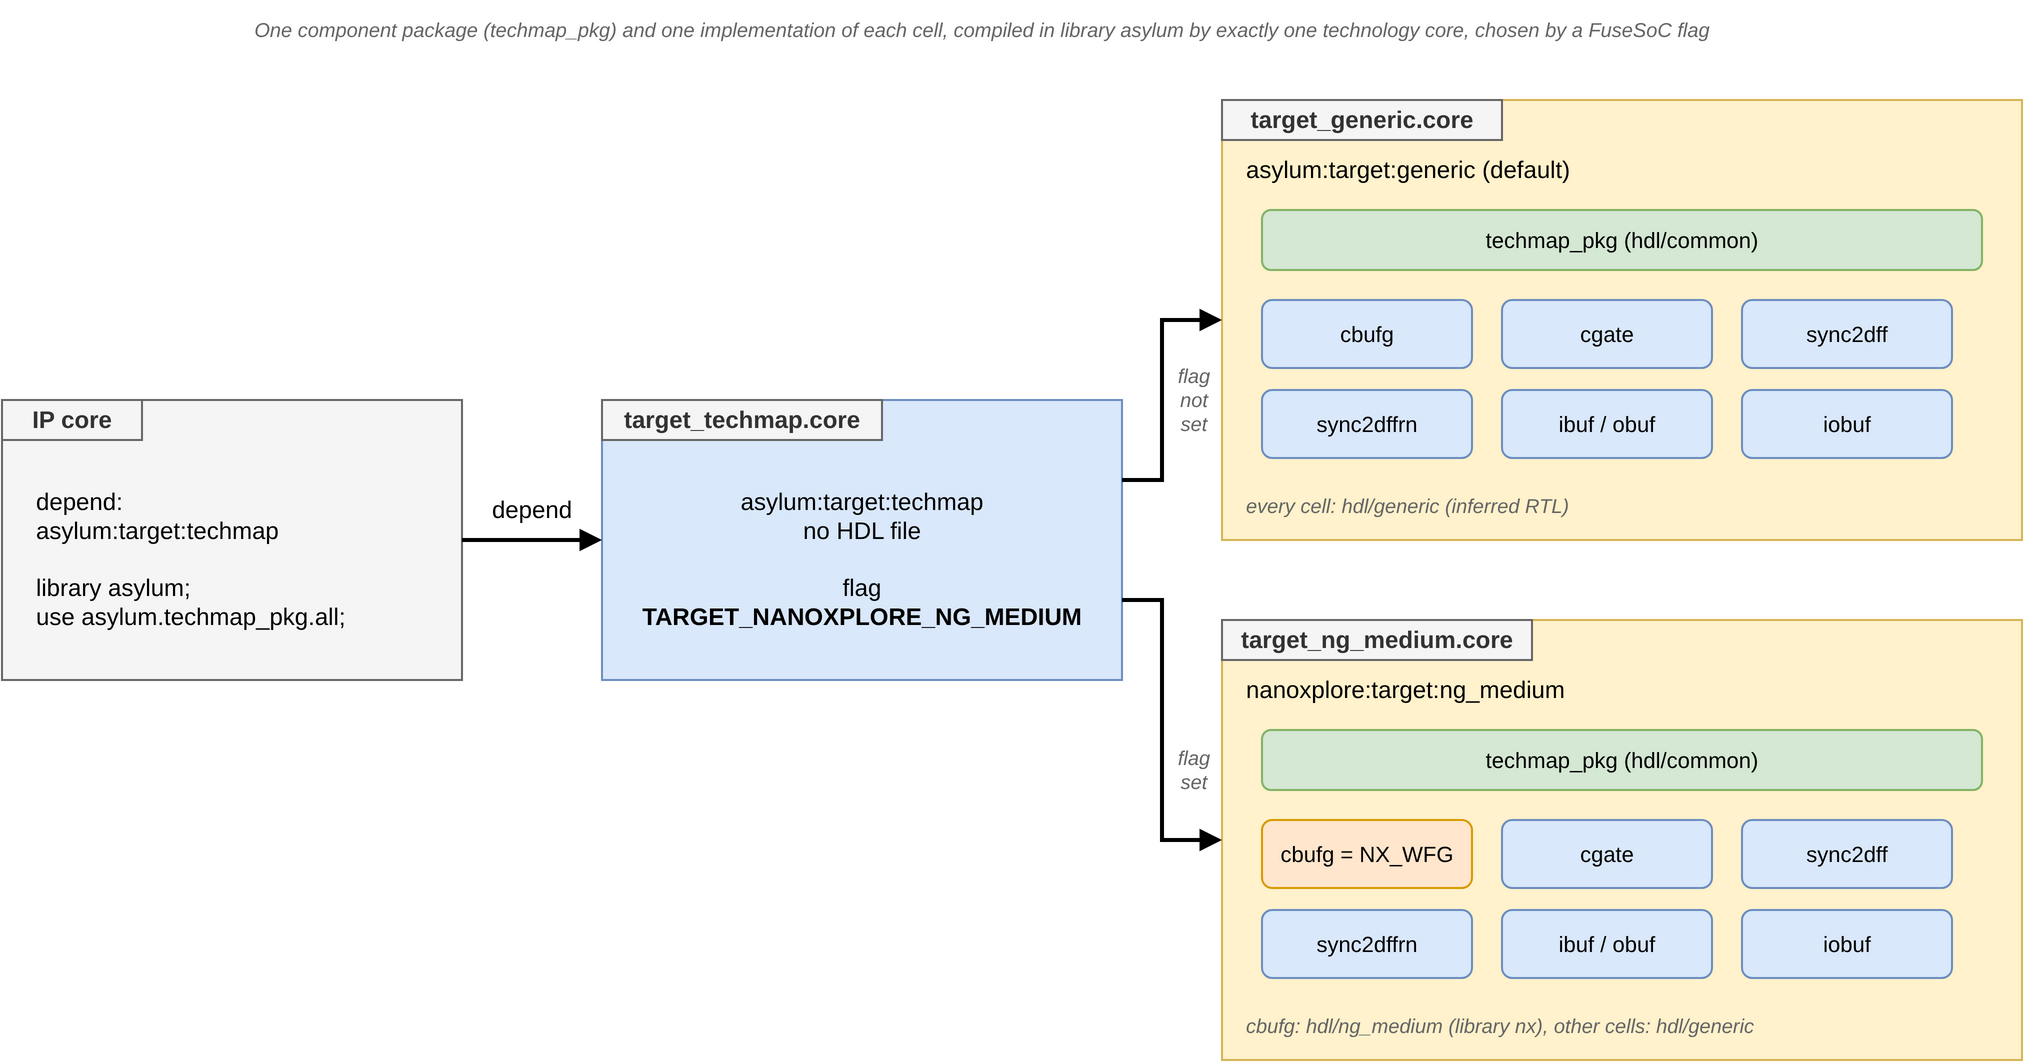 One component package (techmap_pkg) and one implementation of each cell, compiled in library asylum by exactly one technology core, chosen by a FuseSoC flag
IP core
depend:
asylum:target:techmap
library asylum;
use asylum.techmap_pkg.all;
depend
target_techmap.core
asylum:target:techmap
no HDL file
flag
TARGET_NANOXPLORE_NG_MEDIUM
flag
not
set
target_generic.core
asylum:target:generic (default)
techmap_pkg (hdl/common)
cbufg
cgate
sync2dff
sync2dffrn
ibuf / obuf
iobuf
every cell: hdl/generic (inferred RTL)
flag
set
target_ng_medium.core
nanoxplore:target:ng_medium
techmap_pkg (hdl/common)
cbufg = NX_WFG
cgate
sync2dff
sync2dffrn
ibuf / obuf
iobuf
cbufg: hdl/ng_medium (library nx), other cells: hdl/generic